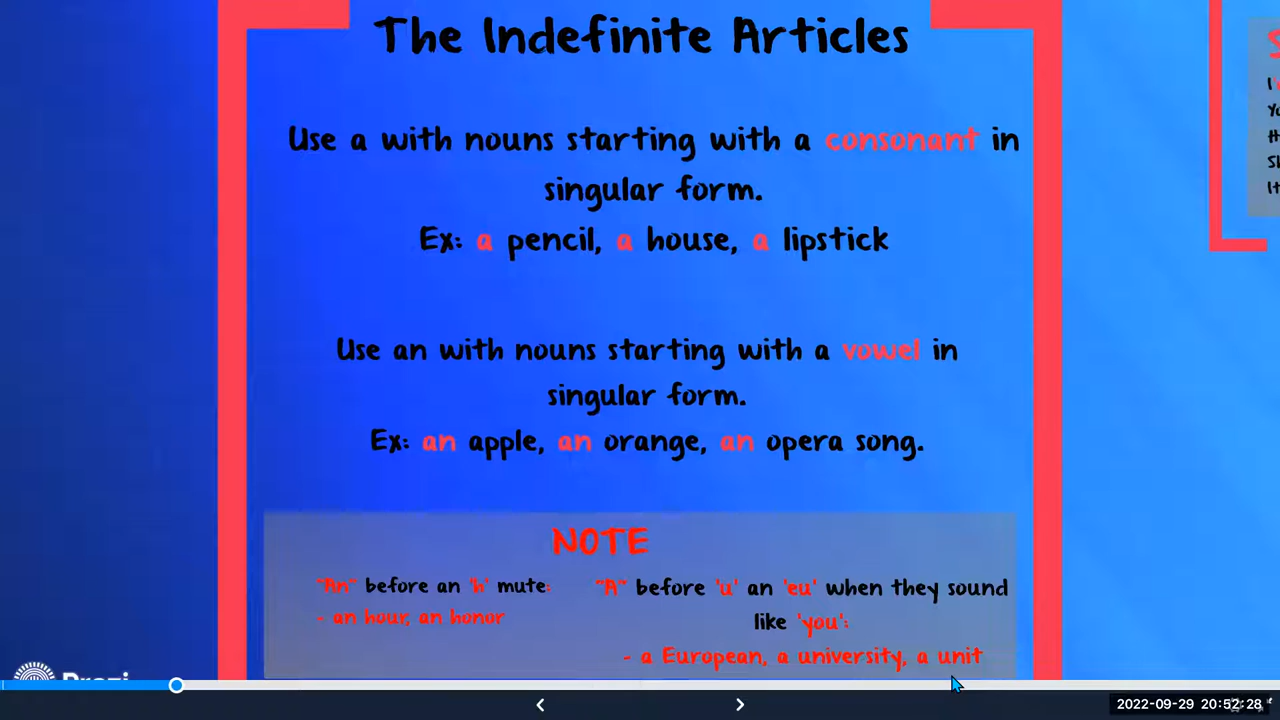 The Indefinite Articles
Use a with nouns starting with a consonant in
singular form.
Ex: a pencil, a house, a lipstick
Use an with nouns starting with a vowel in
singular form.
Ex: an apple, an orange, an opera song.
NOTE
"An" before an 'h' mute:
- an hour, an honor
"A" before 'u' an 'eu' when they sound
like 'you':
- a European, a university, a unit
Prezi
2022-09-29 20:52:28